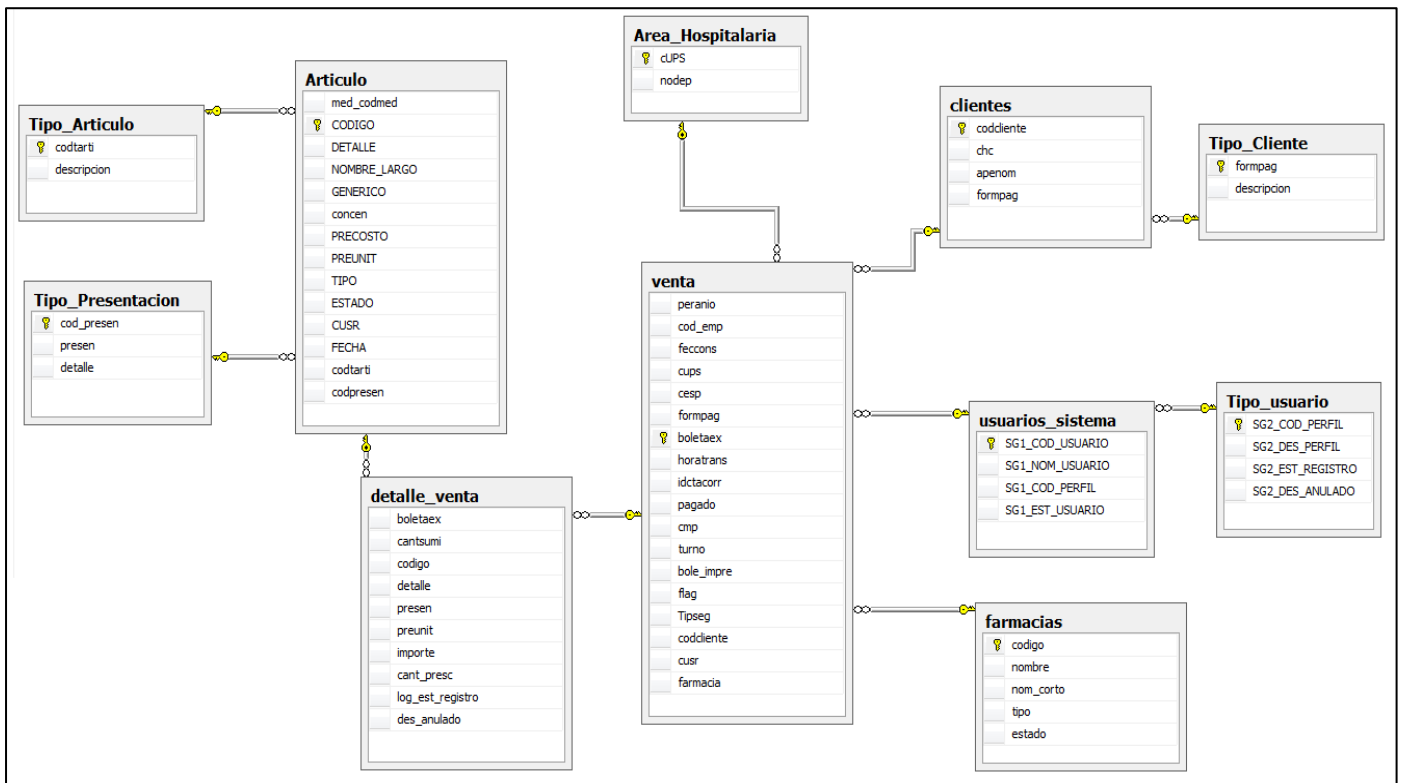 Tipo_Articulo
codtarti
descripcion
Tipo_Presentacion
cod_presen
presen
detalle
Articulo
med_codmed
CODIGO
DETALLE
NOMBRE_LARGO
GENERICO
concen
PRECOSTO
PREUNIT
TIPO
ESTADO
CUSR
FECHA
codtarti
codpresen
detalle_venta
boletaex
cantsumi
codigo
detalle
presen
preunit
importe
cant_presc
log_est_registro
des_anulado
Area_Hospitalaria
cUPS
nodep
venta
peranio
cod_emp
feccons
cups
cesp
formpag
boletaex
horatrans
idctacorr
pagado
cmp
turno
bole_impre
flag
Tipseg
codcliente
cusr
farmacia
clientes
codcliente
chc
apenom
formpag
Tipo_Cliente
formpag
descripcion
usuarios_sistema
SG1_COD_USUARIO
SG1_NOM_USUARIO
SG1_COD_PERFIL
SG1_EST_USUARIO
Tipo_usuario
SG2_COD_PERFIL
SG2_DES_PERFIL
SG2_EST_REGISTRO
SG2_DES_ANULADO
farmacias
codigo
nombre
nom_corto
tipo
estado